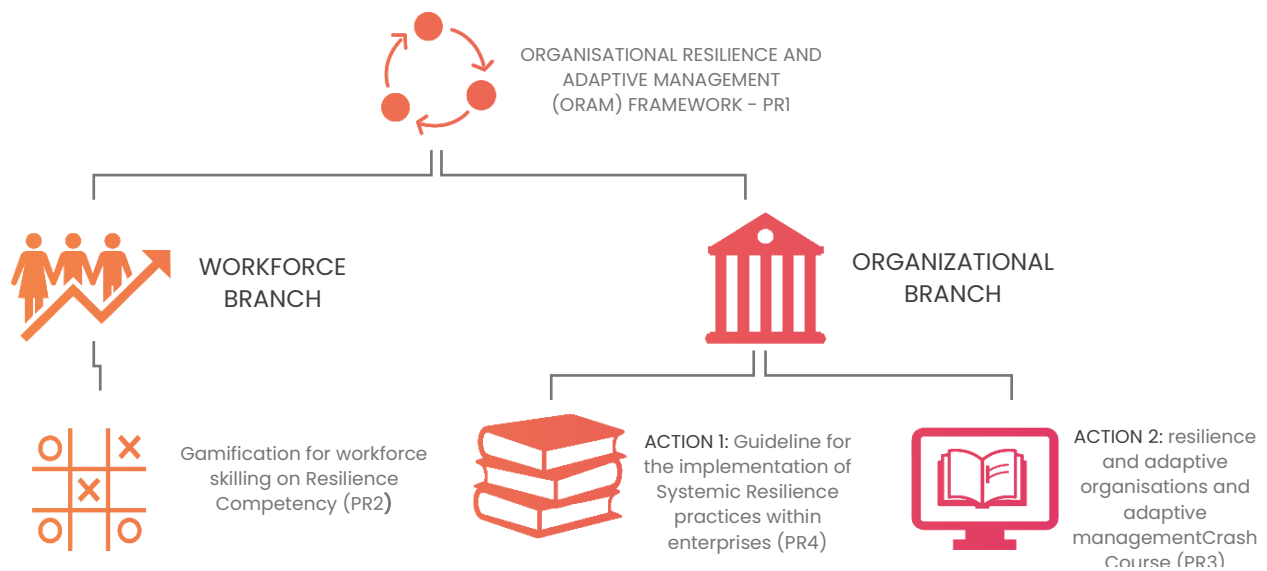 ORGANISATIONAL RESILIENCE AND
ADAPTIVE MANAGEMENT
(ORAM) FRAMEWORK - PR1
WORKFORCE
BRANCH
ORGANIZATIONAL
BRANCH
Gamification for workforce
skilling on Resilience
Competency (PR2)
ACTION 1: Guideline for
the implementation of
Systemic Resilience
practices within
enterprises (PR4)
ACTION 2: resilience
and adaptive
organisations and
adaptive
managementCrash
Course (PR3)